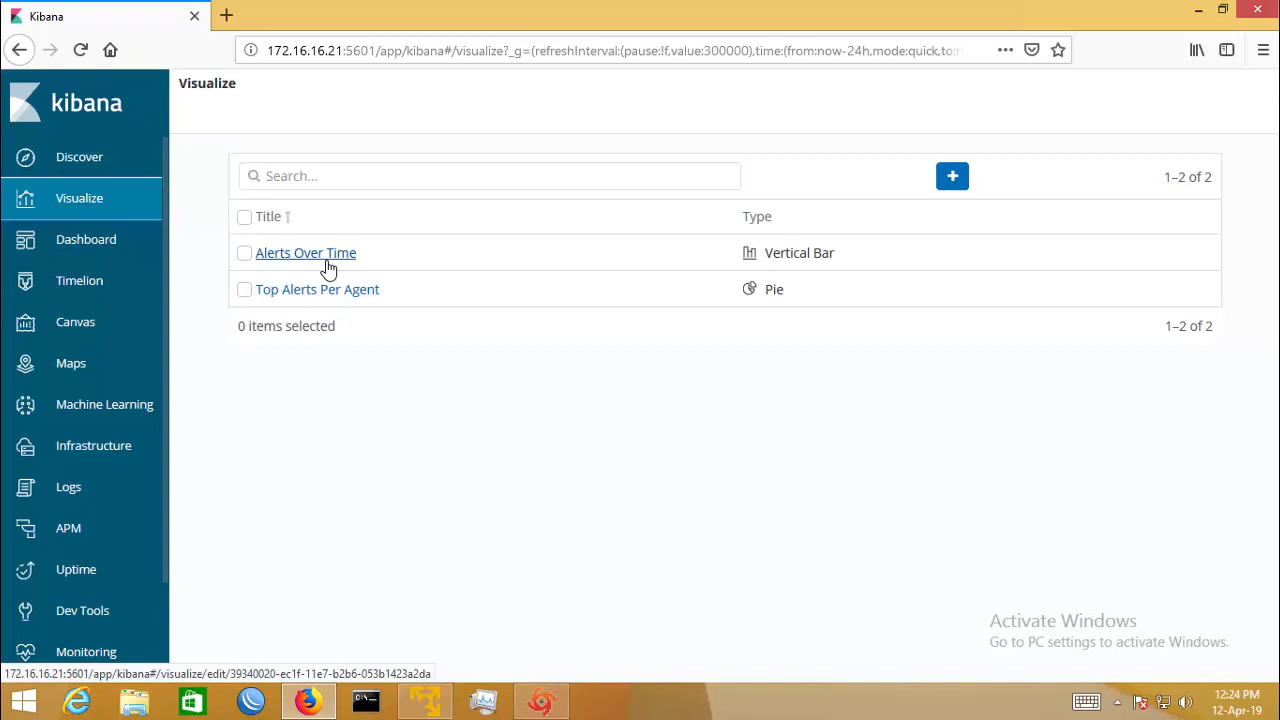 Kibana
172.16.16.21:5601/app/kibana#/visualize?_g=(refreshInterval:(pause:!f,value:300000),time:(from:now-24h,mode:quick,to:n
kibana
Visualize
Discover
Visualize
Dashboard
Timelion
Canvas
Maps
Machine Learning
Infrastructure
Logs
APM
Uptime
Dev Tools
Monitoring
Search...
1–2 of 2
Title
Type
Alerts Over Time
Vertical Bar
Top Alerts Per Agent
Pie
0 items selected
1–2 of 2
Activate Windows
Go to PC settings to activate Windows.
172.16.16.21:5601/app/kibana#/visualize/edit/39340020-ec1f-11e7-b2b6-053b1423a2da
12:24 PM
12-Apr-19